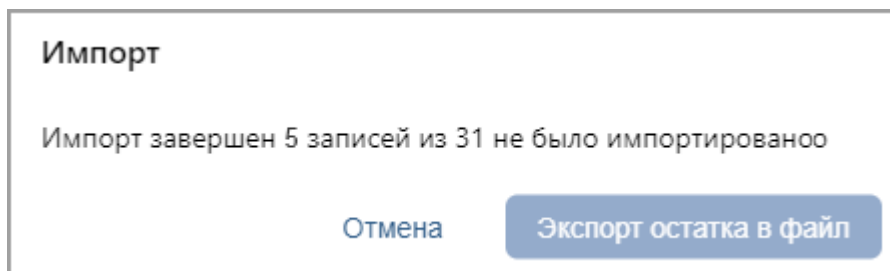 Импорт
Импорт завершен 5 записей из 31 не было импортированоо
Отмена
Экспорт остатка в файл